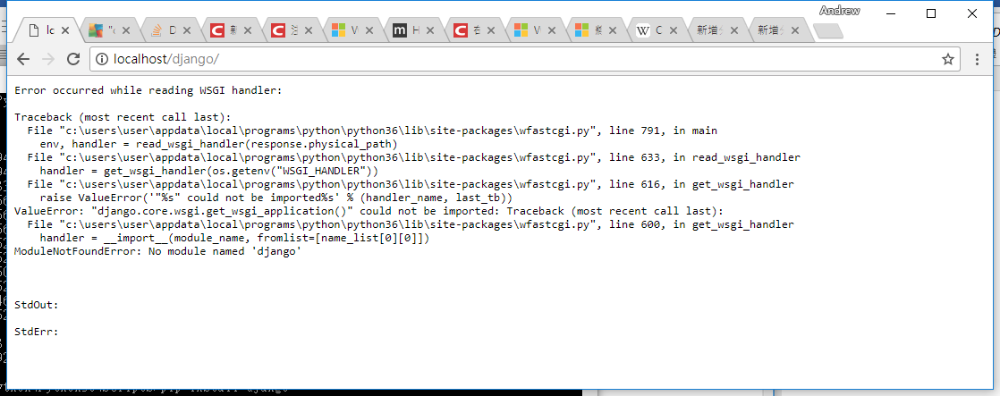 Andrew
lc
"c
D
新
V
H
在
V
W C
新增分
新增分
localhost/django/
Error occurred while reading WSGI handler:
Traceback (most recent call last):
File "c:\users\user\appdata\local\programs\python\python36\lib\site-packages\wfastcgi.py", line 791, in main
env, handler = read_wsgi_handler(response.physical_path)
File "c:\users\user\appdata\local\programs\python\python36\lib\site-packages\wfastcgi.py", line 633, in read_wsgi_handler
handler = get_wsgi_handler(os.getenv("WSGI_HANDLER"))
File "c:\users\user\appdata\local\programs\python\python36\lib\site-packages\wfastcgi.py", line 616, in get_wsgi_handler
raise ValueError('"%s" could not be imported%s' % (handler_name, last_tb))
ValueError: "django.core.wsgi.get_wsgi_application()" could not be imported: Traceback (most recent call last):
File "c:\users\user\appdata\local\programs\python\python36\lib\site-packages\wfastcgi.py", line 600, in get_wsgi_handler
handler = __import__(module_name, fromlist=[name_list[0][0]])
ModuleNotFoundError: No module named 'django'
StdOut:
StdErr: